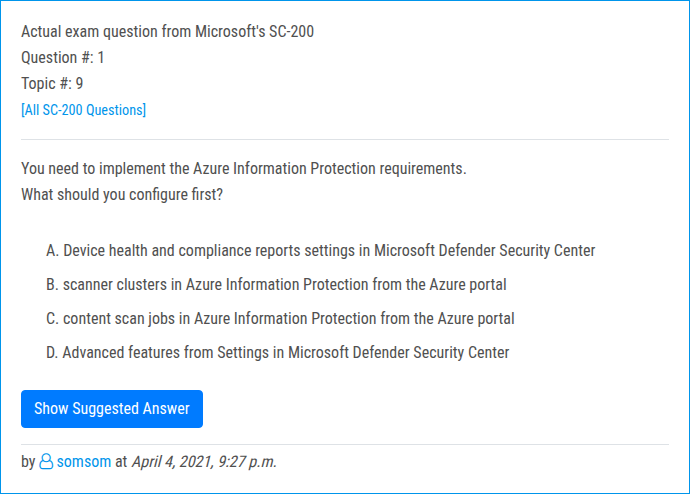 Actual exam question from Microsoft's SC-200
Question #: 1
Topic #: 9
[All SC-200 Questions]
You need to implement the Azure Information Protection requirements.
What should you configure first?
A. Device health and compliance reports settings in Microsoft Defender Security Center
B. scanner clusters in Azure Information Protection from the Azure portal
C. content scan jobs in Azure Information Protection from the Azure portal
D. Advanced features from Settings in Microsoft Defender Security Center
Show Suggested Answer
by somsom at April 4, 2021, 9:27 p.m.